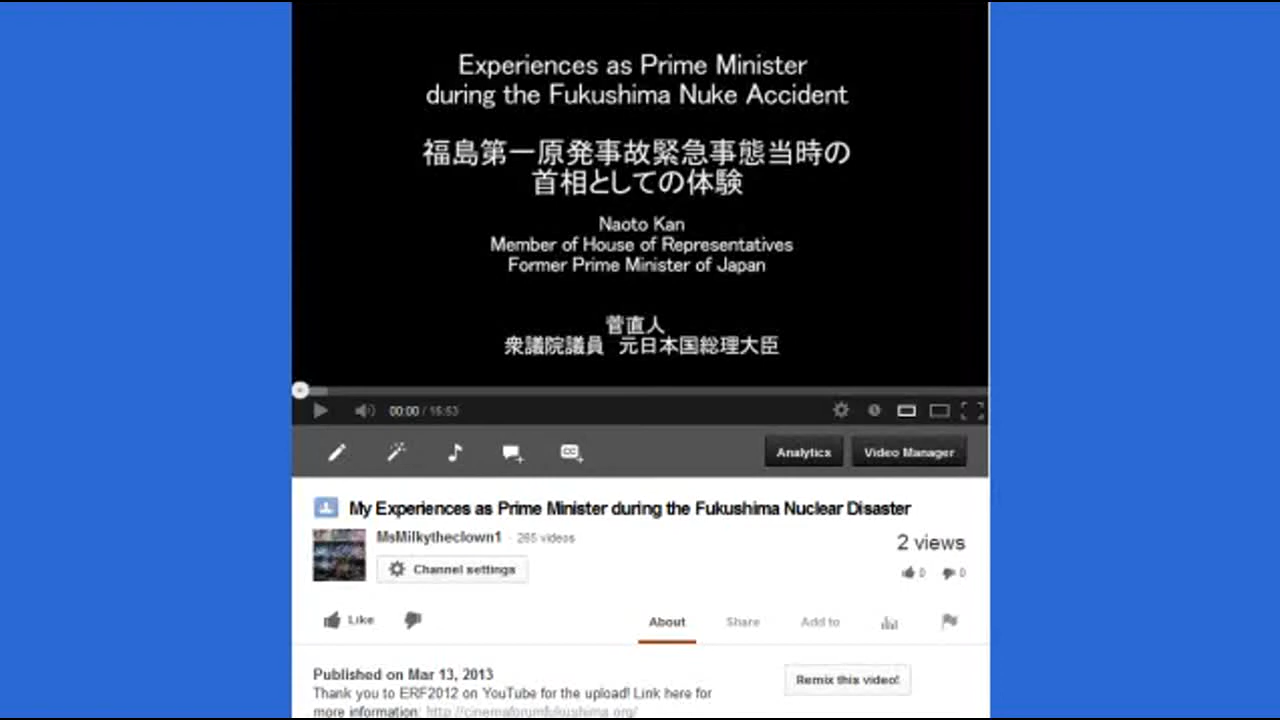 Experiences as Prime Minister
during the Fukushima Nuke Accident
福島第一原発事故緊急事態当時の
首相としての体験
Naoto Kan
Member of House of Representatives
Former Prime Minister of Japan
菅直人
衆議院議員 元日本国総理大臣
00:00 / 15:53
Analytics Video Manager
My Experiences as Prime Minister during the Fukushima Nuclear Disaster
MsMilkytheclown1 · 265 videos
2 views
Channel settings
0 0
Like
About Share Add to
Published on Mar 13, 2013
Remix this video!
Thank you to ERF2012 on YouTube for the upload! Link here for
more information: http://cinemaforumfukushima.org/